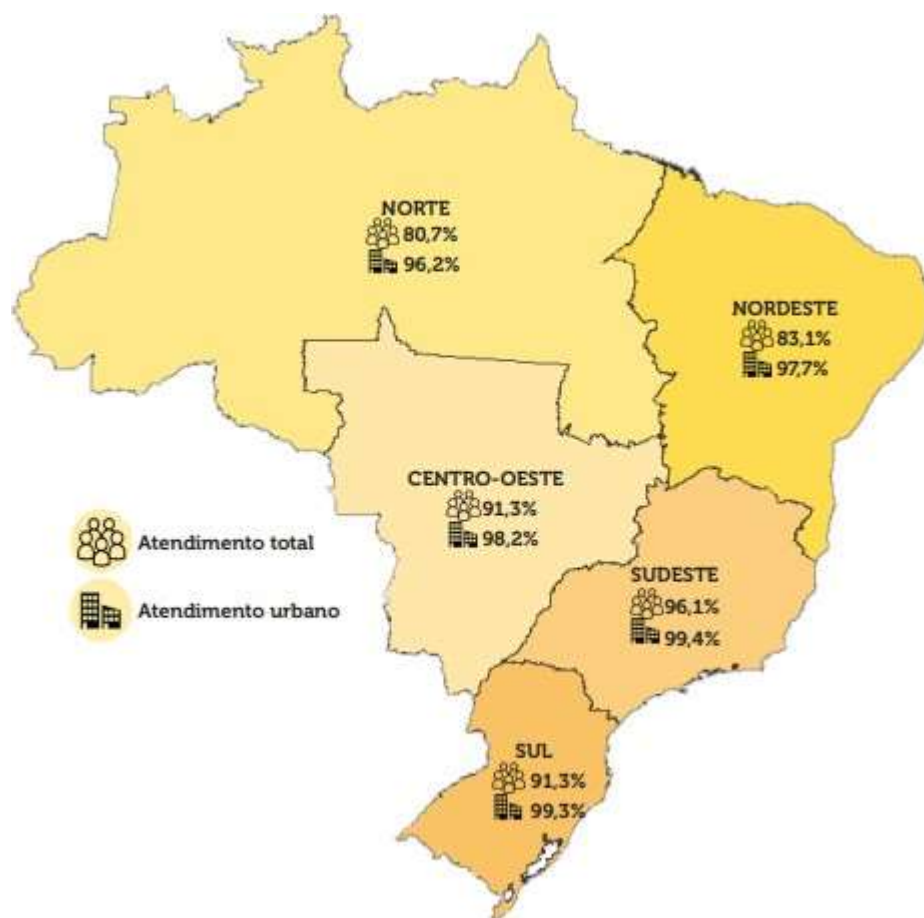 NORTE
80,7%
96,2%
NORDESTE
83,1%
97,7%
CENTRO-OESTE
91,3%
98,2%
Atendimento total
Atendimento urbano
SUDESTE
96,1%
99,4%
SUL
91,3%
99,3%